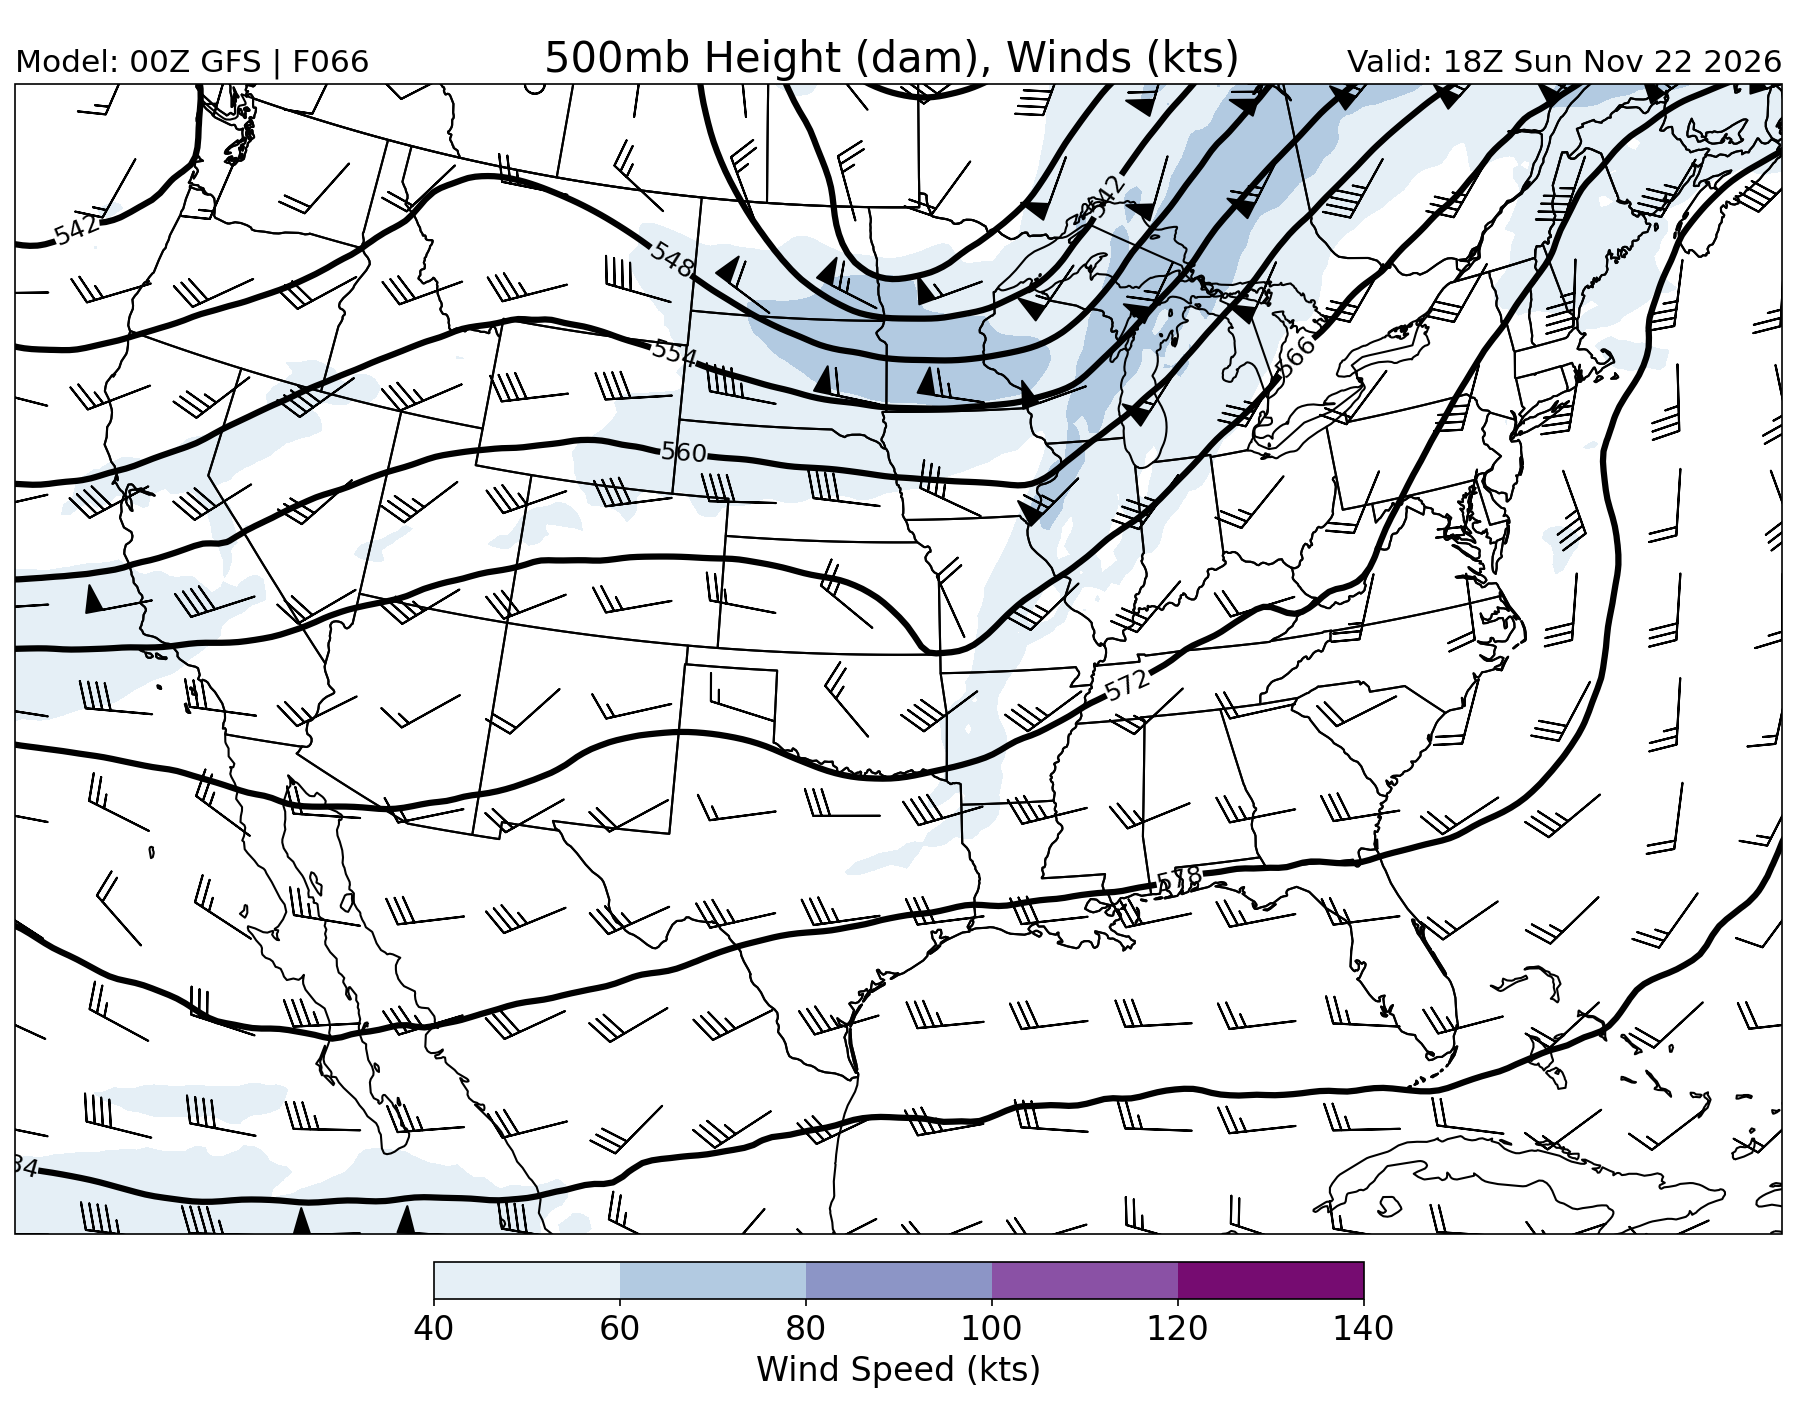 Model: 00Z GFS | F066
500mb Height (dam), Winds (kts)
Valid: 18Z Sun Nov 22 2026
542
542
548
554
566
560
572
578
34
40 60 80 100 120 140
Wind Speed (kts)